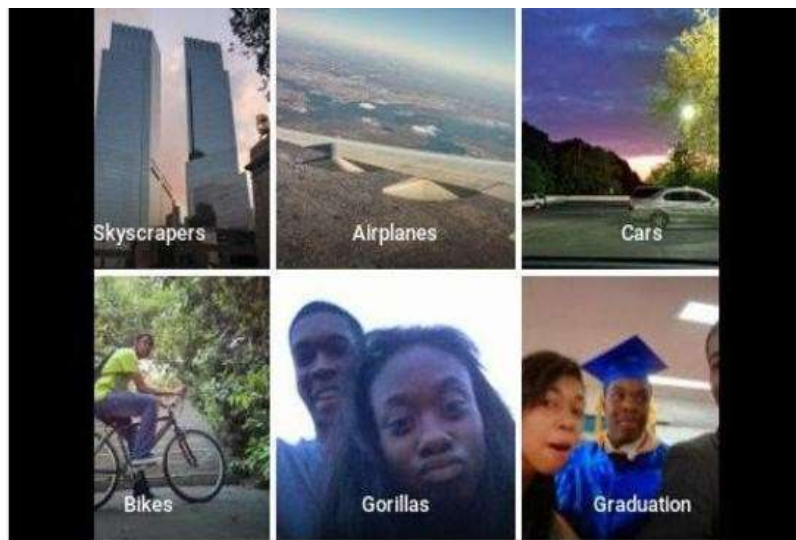 Skyscrapers
Airplanes
Cars
Bikes
Gorillas
Graduation